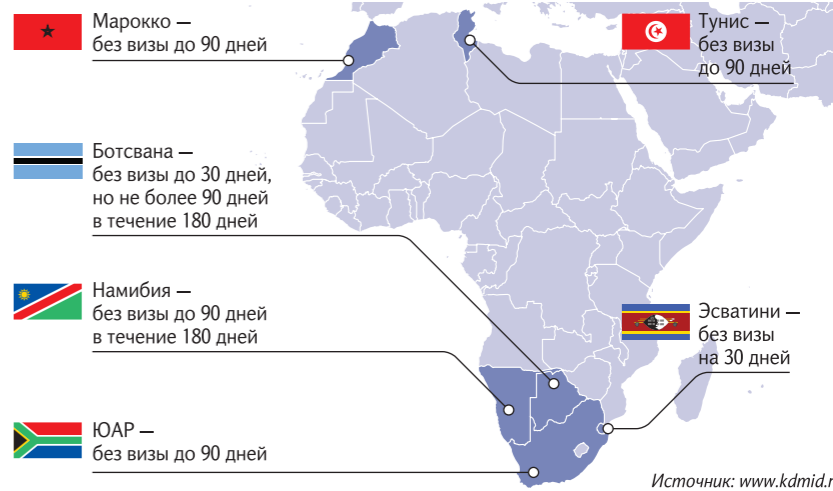 Марокко —
без визы до 90 дней
Тунис —
без визы
до 90 дней
Ботсвана —
без визы до 30 дней,
но не более 90 дней
в течение 180 дней
Намибия —
без визы до 90 дней
в течение 180 дней
Эсватини —
без визы
на 30 дней
ЮАР —
без визы до 90 дней
Источник: www.kdmid.r